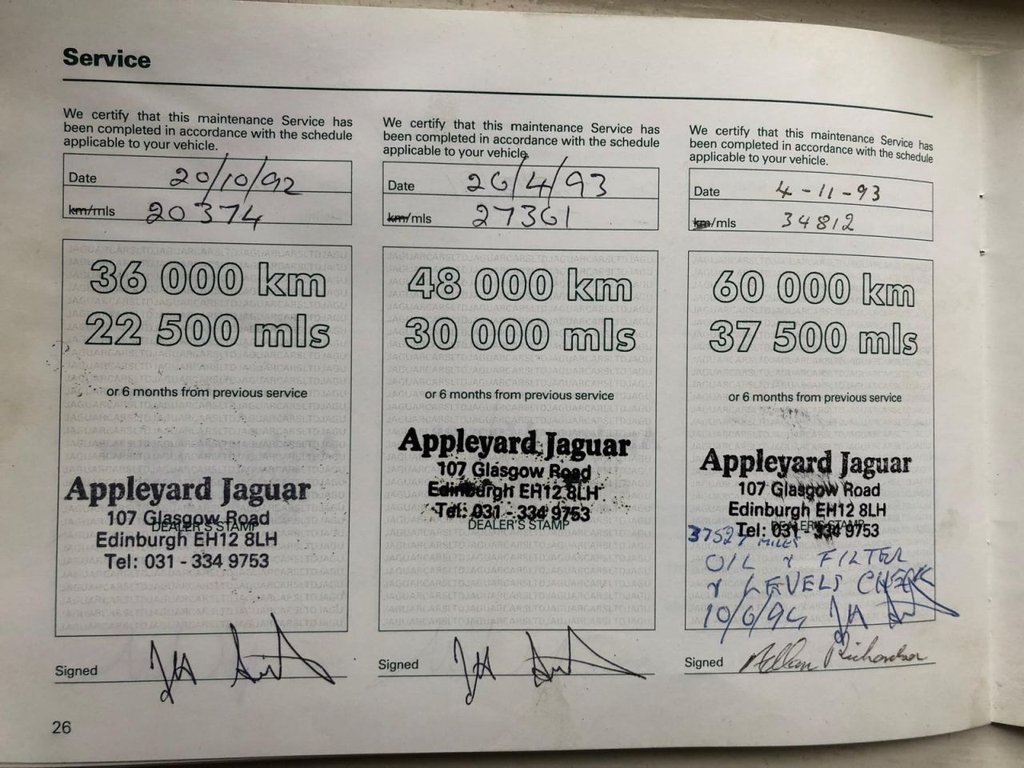 Service
We certify that this maintenance Service has
been completed in accordance with the schedule
applicable to your vehicle.
Date 20/10/92
km/mls 20374
36 000 km
22 500 mls
or 6 months from previous service
Appleyard Jaguar
107 Glasgow Road
DEALER'S STAMP
Edinburgh EH12 8LH
Tel: 031 - 334 9753
Signed
We certify that this maintenance Service has
been completed in accordance with the schedule
applicable to your vehicle.
Date 26/4/93
km/mls 27361
48 000 km
30 000 mls
or 6 months from previous service
Appleyard Jaguar
107 Glasgow Road
Edinburgh EH12 8LH
Tel: 031 - 334 9753
DEALER'S STAMP
Signed
We certify that this maintenance Service has
been completed in accordance with the schedule
applicable to your vehicle.
Date 4-11-93
km/mls 34812
60 000 km
37 500 mls
or 6 months from previous service
Appleyard Jaguar
107 Glasgow Road
Edinburgh EH12 8LH
Tel: 031 - 334 9753
DEALER'S STAMP
37527 MILES
OIL & FILTER
& LEVELS CHECK
10/6/94
Signed Allan Richardson
26